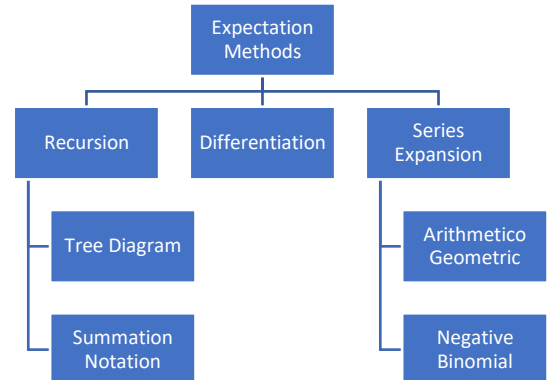 Expectation
Methods
Recursion
Differentiation
Series
Expansion
Tree Diagram
Summation
Notation
Arithmetico
Geometric
Negative
Binomial